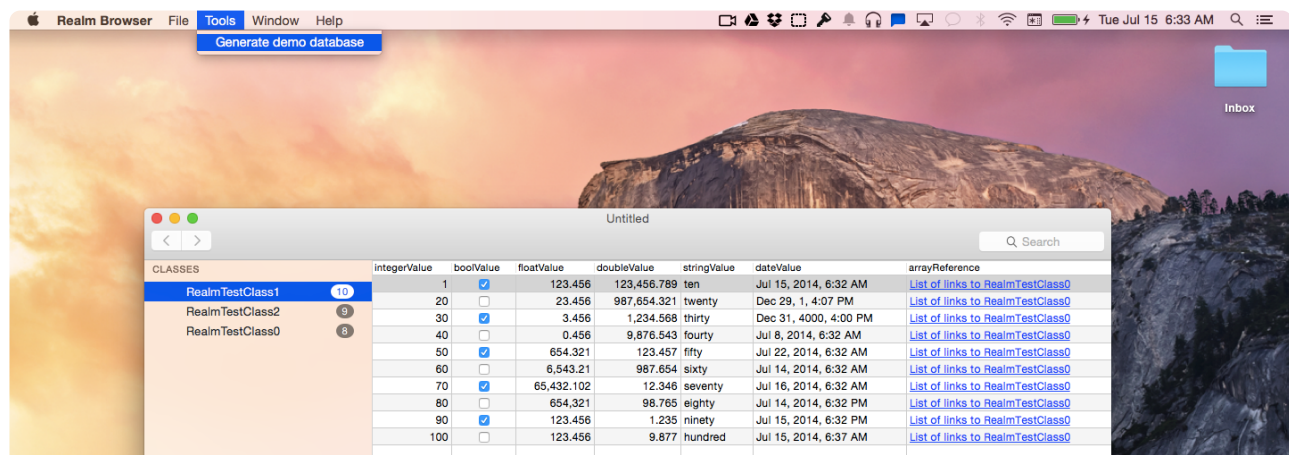 Realm Browser File Tools Window Help Tue Jul 15 6:33 AM
Generate demo database
Inbox
Untitled
Search
CLASSES
RealmTestClass1 10
RealmTestClass2 9
RealmTestClass0 8
integerValue boolValue floatValue doubleValue stringValue dateValue arrayReference
1 123.456 123,456.789 ten Jul 15, 2014, 6:32 AM List of links to RealmTestClass0
20 23.456 987,654.321 twenty Dec 29, 1, 4:07 PM List of links to RealmTestClass0
30 3.456 1,234.568 thirty Dec 31, 4000, 4:00 PM List of links to RealmTestClass0
40 0.456 9,876.543 fourty Jul 8, 2014, 6:32 AM List of links to RealmTestClass0
50 654.321 123.457 fifty Jul 22, 2014, 6:32 AM List of links to RealmTestClass0
60 6,543.21 987.654 sixty Jul 14, 2014, 6:32 AM List of links to RealmTestClass0
70 65,432.102 12.346 seventy Jul 16, 2014, 6:32 AM List of links to RealmTestClass0
80 654,321 98.765 eighty Jul 14, 2014, 6:32 PM List of links to RealmTestClass0
90 123.456 1.235 ninety Jul 15, 2014, 6:32 PM List of links to RealmTestClass0
100 123.456 9.877 hundred Jul 15, 2014, 6:37 AM List of links to RealmTestClass0